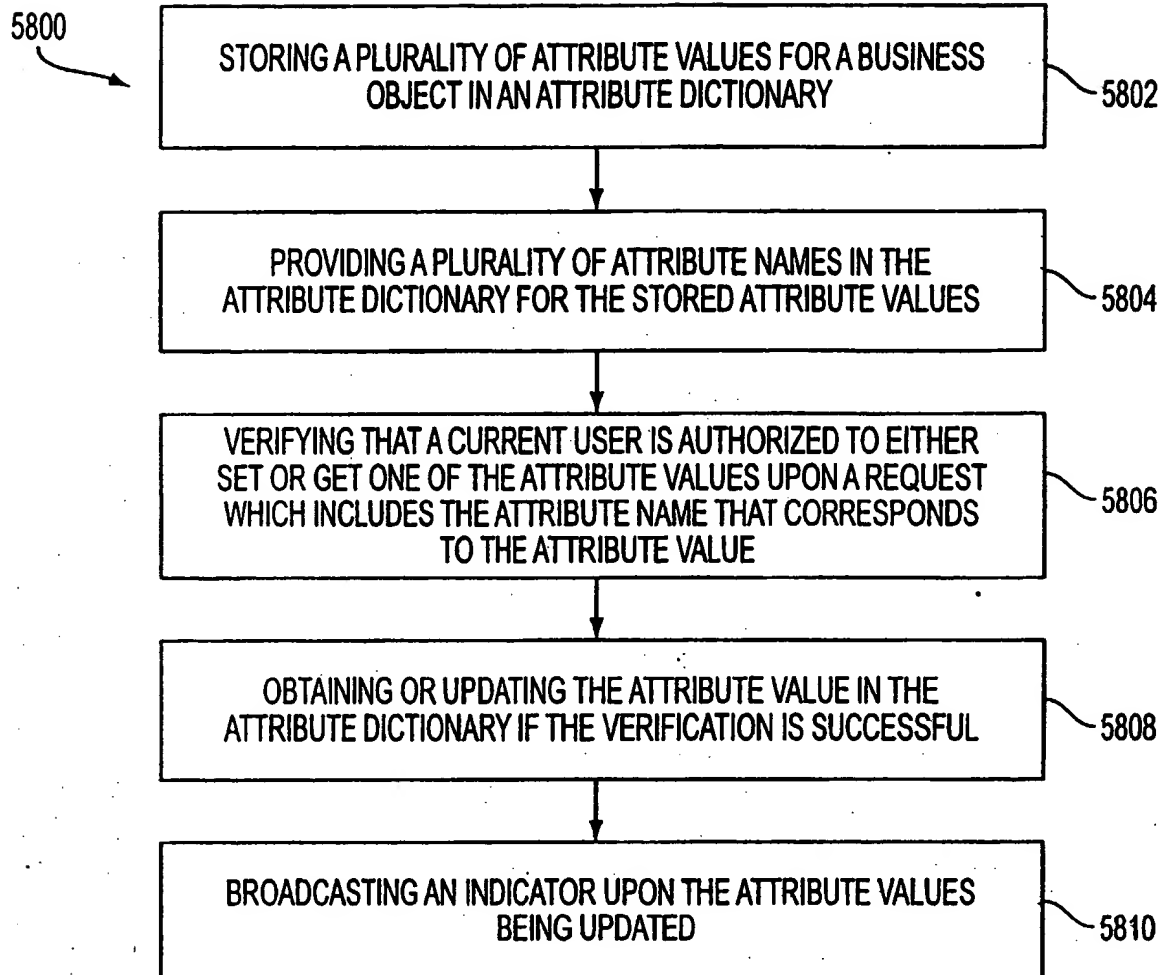 5800
STORING A PLURALITY OF ATTRIBUTE VALUES FOR A BUSINESS
OBJECT IN AN ATTRIBUTE DICTIONARY
5802
PROVIDING A PLURALITY OF ATTRIBUTE NAMES IN THE
ATTRIBUTE DICTIONARY FOR THE STORED ATTRIBUTE VALUES
5804
VERIFYING THAT A CURRENT USER IS AUTHORIZED TO EITHER
SET OR GET ONE OF THE ATTRIBUTE VALUES UPON A REQUEST
WHICH INCLUDES THE ATTRIBUTE NAME THAT CORRESPONDS
TO THE ATTRIBUTE VALUE
5806
OBTAINING OR UPDATING THE ATTRIBUTE VALUE IN THE
ATTRIBUTE DICTIONARY IF THE VERIFICATION IS SUCCESSFUL
5808
BROADCASTING AN INDICATOR UPON THE ATTRIBUTE VALUES
BEING UPDATED
5810